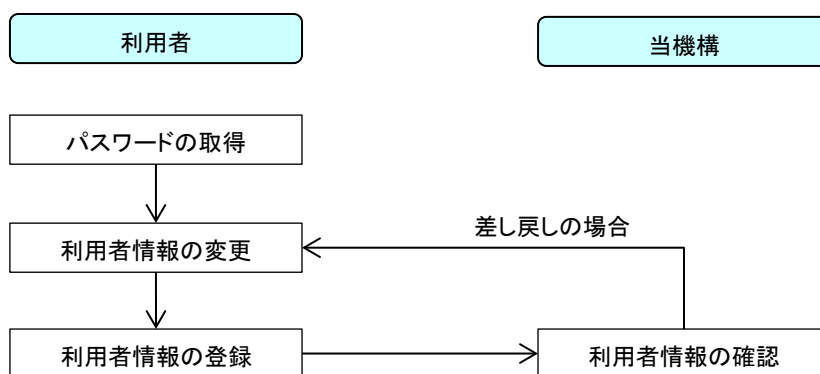 利用者
当機構
パスワードの取得
差し戻しの場合
利用者情報の変更
利用者情報の登録
利用者情報の確認